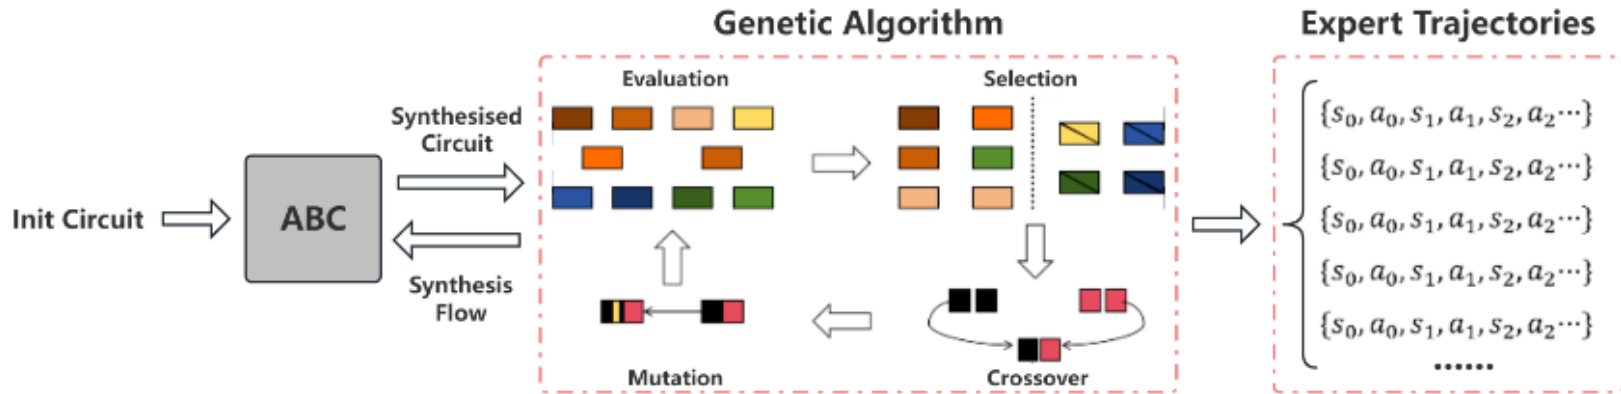 Genetic Algorithm
Expert Trajectories
Evaluation
Selection
Synthesised
Circuit
Init Circuit
ABC
Synthesis
Flow
Mutation
Crossover
{s₀, a₀, s₁, a₁, s₂, a₂⋯}
{s₀, a₀, s₁, a₁, s₂, a₂⋯}
{s₀, a₀, s₁, a₁, s₂, a₂⋯}
{s₀, a₀, s₁, a₁, s₂, a₂⋯}
{s₀, a₀, s₁, a₁, s₂, a₂⋯}
......